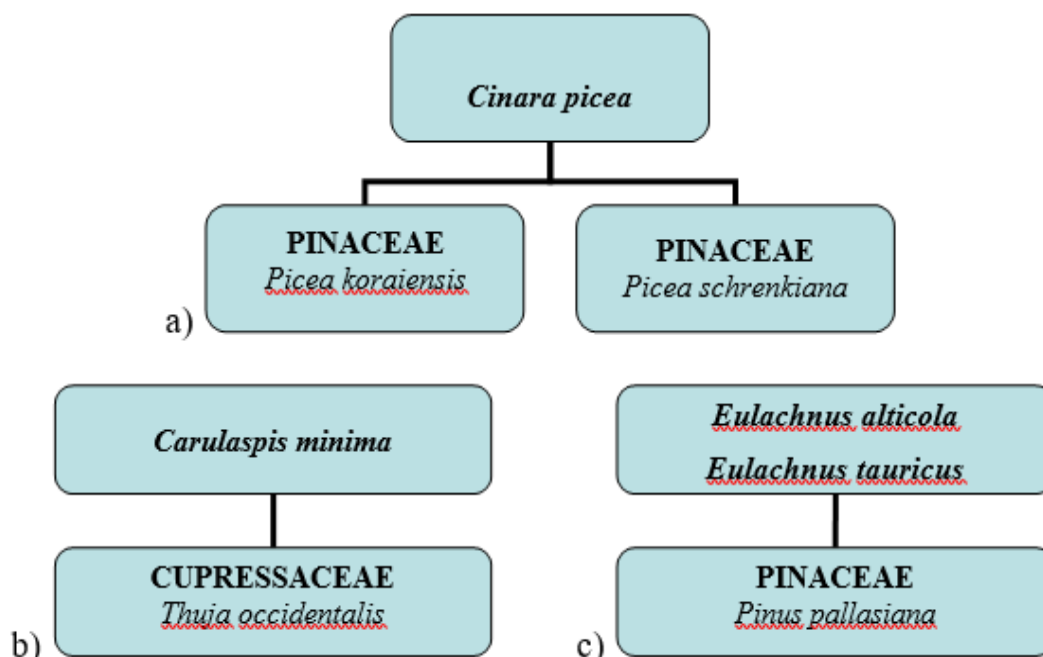 Cinara picea
PINACEAE
Picea koraiensis
PINACEAE
Picea schrenkiana
a)
Carulaspis minima
CUPRESSACEAE
Thuja occidentalis
b)
Eulachnus alticola
Eulachnus tauricus
PINACEAE
Pinus pallasiana
c)